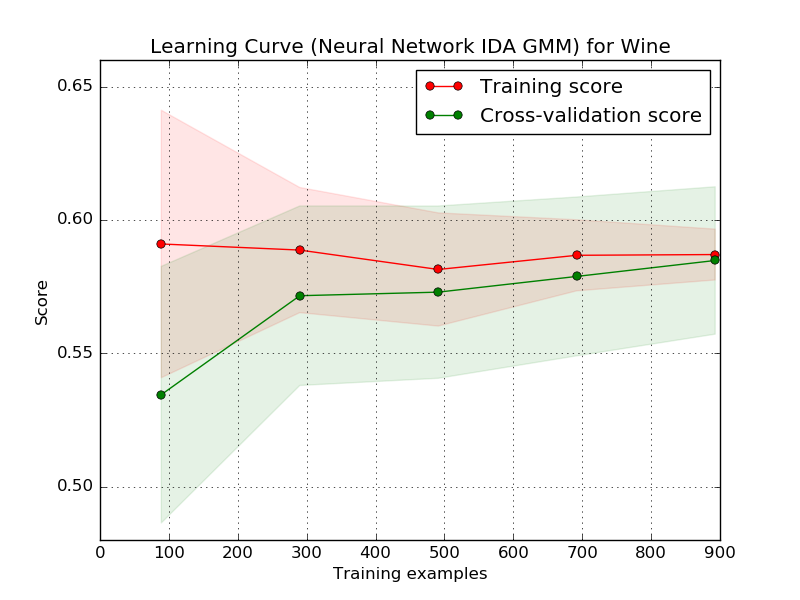 Learning Curve (Neural Network IDA GMM) for Wine
Training score
Cross-validation score
0.65
0.60
0.55
0.50
Score
0 100 200 300 400 500 600 700 800 900
Training examples